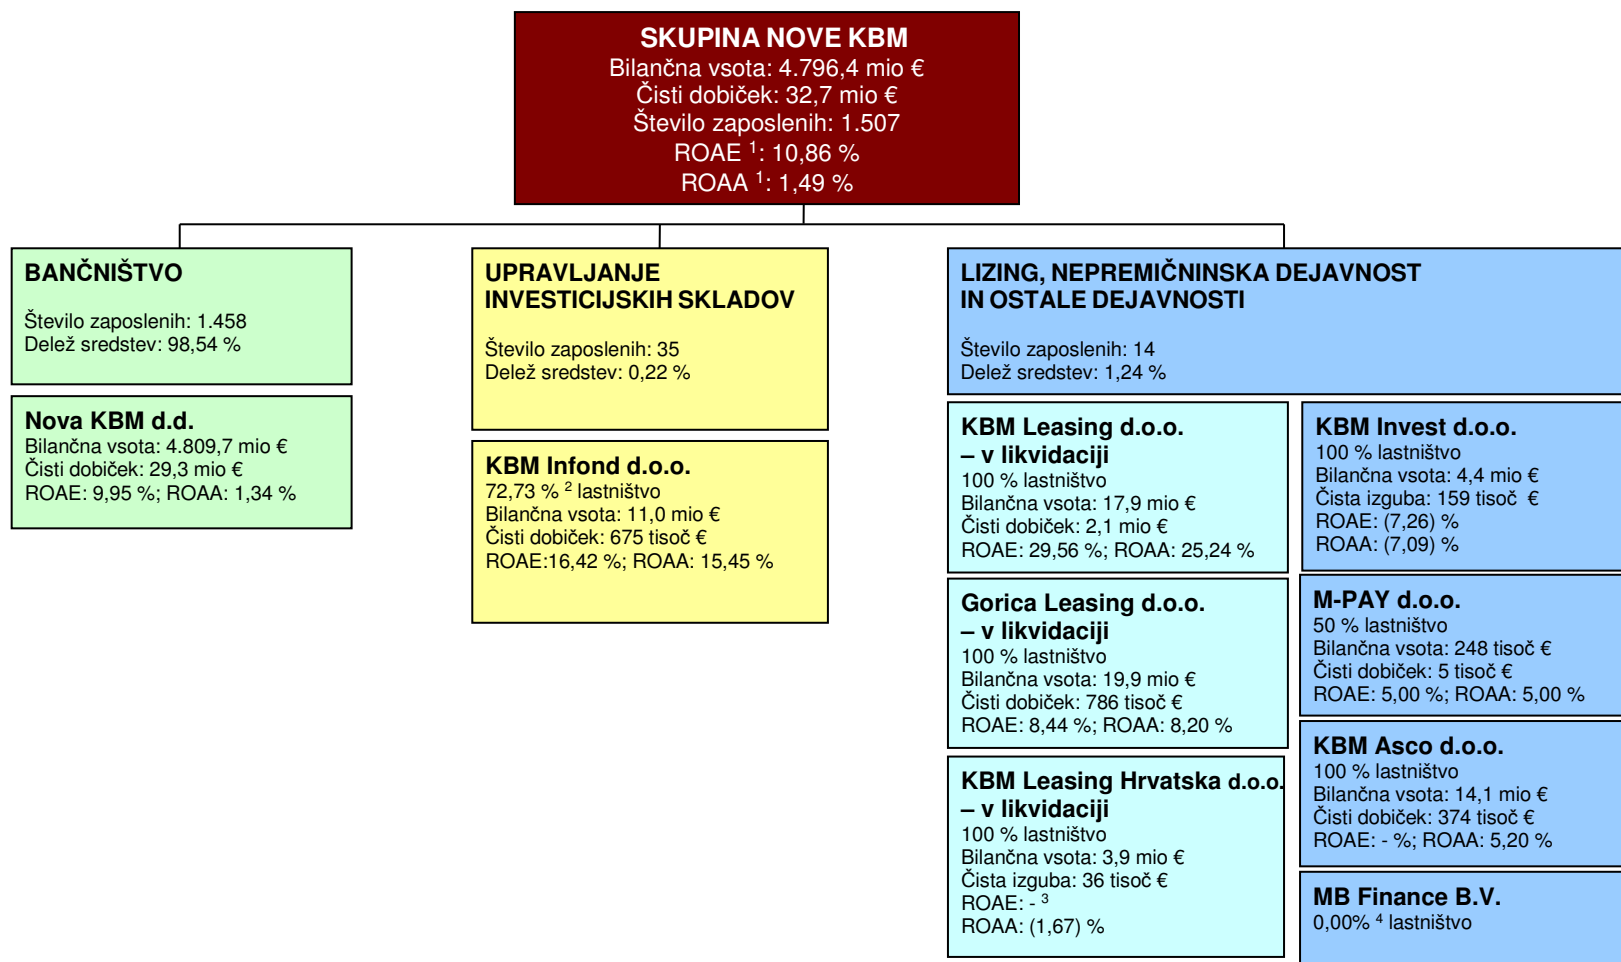 SKUPINA NOVE KBM
Bilančna vsota: 4.796,4 mio €
Čisti dobiček: 32,7 mio €
Število zaposlenih: 1.507
ROAE ¹: 10,86 %
ROAA ¹: 1,49 %
BANČNIŠTVO
Število zaposlenih: 1.458
Delež sredstev: 98,54 %
Nova KBM d.d.
Bilančna vsota: 4.809,7 mio €
Čisti dobiček: 29,3 mio €
ROAE: 9,95 %; ROAA: 1,34 %
UPRAVLJANJE
INVESTICIJSKIH SKLADOV
Število zaposlenih: 35
Delež sredstev: 0,22 %
KBM Infond d.o.o.
72,73 % ² lastništvo
Bilančna vsota: 11,0 mio €
Čisti dobiček: 675 tisoč €
ROAE:16,42 %; ROAA: 15,45 %
LIZING, NEPREMIČNINSKA DEJAVNOST
IN OSTALE DEJAVNOSTI
Število zaposlenih: 14
Delež sredstev: 1,24 %
KBM Leasing d.o.o.
– v likvidaciji
100 % lastništvo
Bilančna vsota: 17,9 mio €
Čisti dobiček: 2,1 mio €
ROAE: 29,56 %; ROAA: 25,24 %
Gorica Leasing d.o.o.
– v likvidaciji
100 % lastništvo
Bilančna vsota: 19,9 mio €
Čisti dobiček: 786 tisoč €
ROAE: 8,44 %; ROAA: 8,20 %
KBM Leasing Hrvatska d.o.o.
– v likvidaciji
100 % lastništvo
Bilančna vsota: 3,9 mio €
Čista izguba: 36 tisoč €
ROAE: - ³
ROAA: (1,67) %
KBM Invest d.o.o.
100 % lastništvo
Bilančna vsota: 4,4 mio €
Čista izguba: 159 tisoč €
ROAE: (7,26) %
ROAA: (7,09) %
M-PAY d.o.o.
50 % lastništvo
Bilančna vsota: 248 tisoč €
Čisti dobiček: 5 tisoč €
ROAE: 5,00 %; ROAA: 5,00 %
KBM Asco d.o.o.
100 % lastništvo
Bilančna vsota: 14,1 mio €
Čisti dobiček: 374 tisoč €
ROAE: - %; ROAA: 5,20 %
MB Finance B.V.
0,00% ⁴ lastništvo